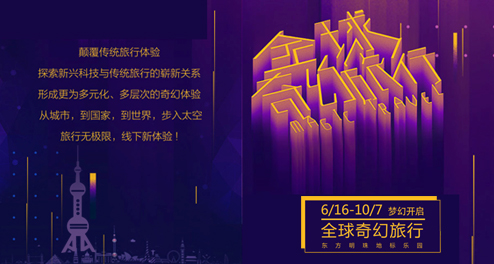 颠覆传统旅行体验
探索新兴科技与传统旅行的崭新关系
形成更为多元化、多层次的奇幻体验
从城市，到国家，到世界，步入太空
旅行无极限，线下新体验！
全球
奇幻旅行
MAGIC TRAVEL
6/16-10/7 梦幻开启
全球奇幻旅行
东方明珠地标乐园